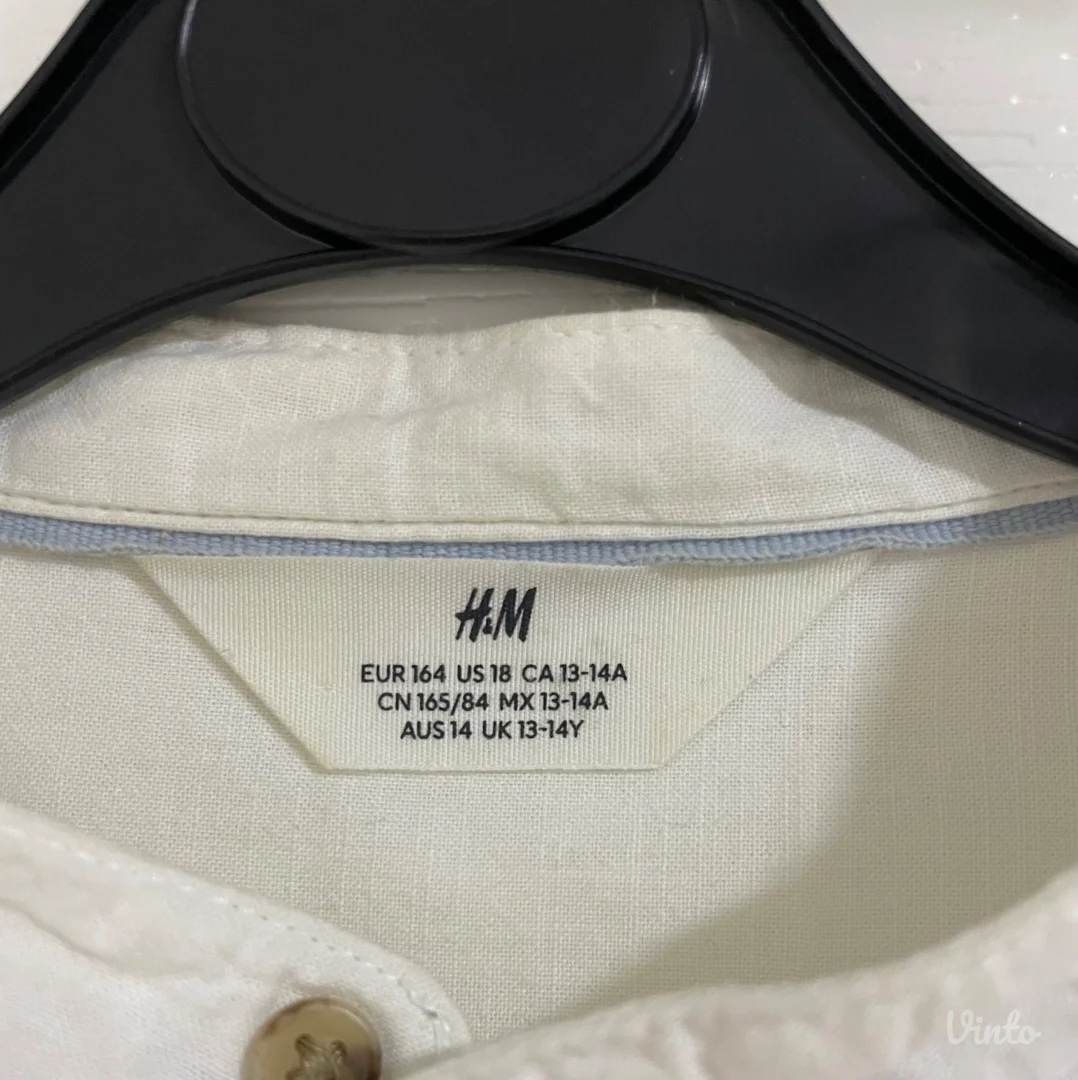 H&M
EUR 164 US 18 CA 13-14A
CN 165/84 MX 13-14A
AUS 14 UK 13-14Y
Vinto